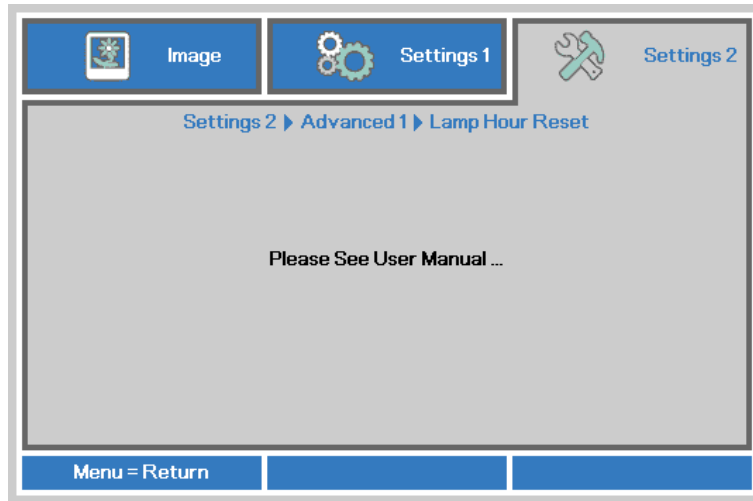 Image
Settings 1
Settings 2
Settings 2 ▶ Advanced 1 ▶ Lamp Hour Reset
Please See User Manual ...
Menu = Return